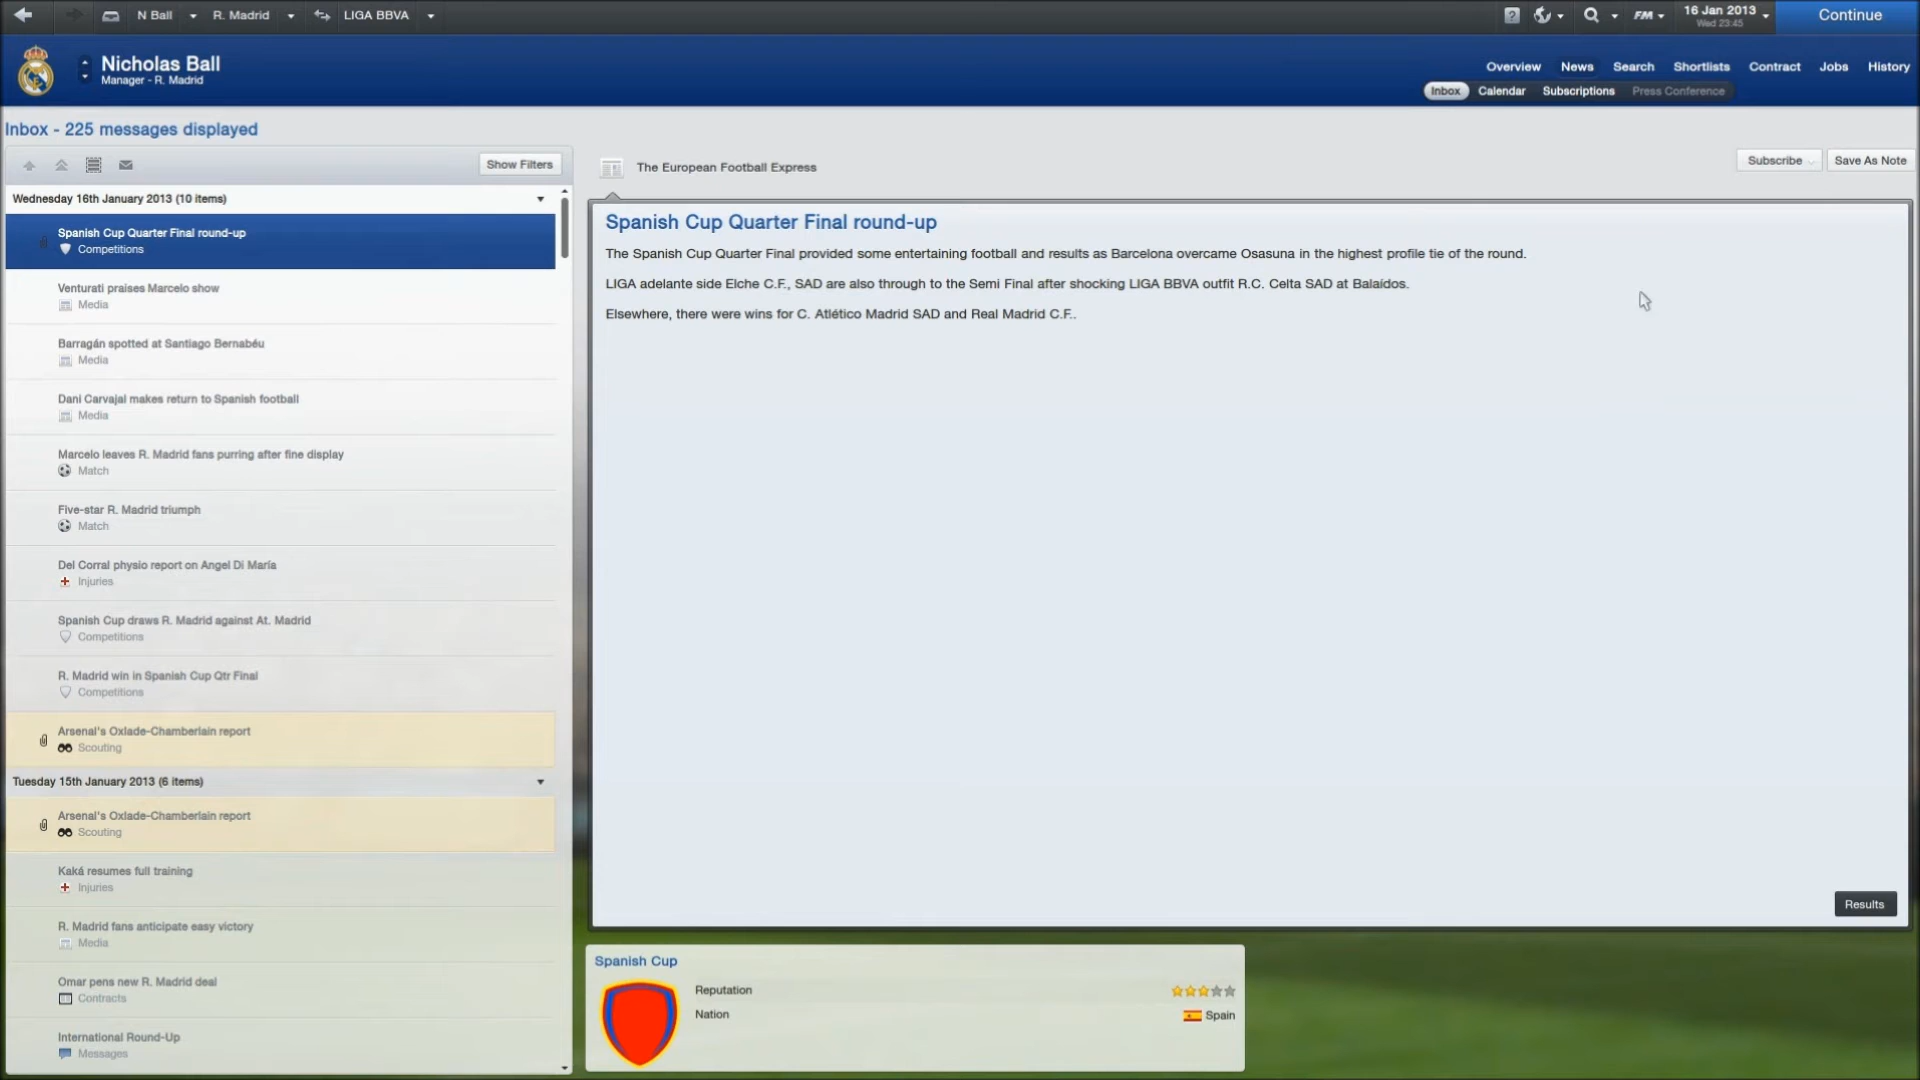 N Ball
R. Madrid
LIGA BBVA
?
FM
16 Jan 2013
Wed 23:45
Continue
Nicholas Ball
Manager - R. Madrid
Overview
News
Search
Shortlists
Contract
Jobs
History
Inbox
Calendar
Subscriptions
Press Conference
Inbox - 225 messages displayed
Show Filters
Wednesday 16th January 2013 (10 items)
Spanish Cup Quarter Final round-up
Competitions
Venturati praises Marcelo show
Media
Barragán spotted at Santiago Bernabéu
Media
Dani Carvajal makes return to Spanish football
Media
Marcelo leaves R. Madrid fans purring after fine display
Match
Five-star R. Madrid triumph
Match
Del Corral physio report on Angel Di María
Injuries
Spanish Cup draws R. Madrid against At. Madrid
Competitions
R. Madrid win in Spanish Cup Qtr Final
Competitions
Arsenal's Oxlade-Chamberlain report
Scouting
Tuesday 15th January 2013 (6 items)
Arsenal's Oxlade-Chamberlain report
Scouting
Kaká resumes full training
Injuries
R. Madrid fans anticipate easy victory
Media
Omar pens new R. Madrid deal
Contracts
International Round-Up
Messages
The European Football Express
Subscribe
Save As Note
Spanish Cup Quarter Final round-up
The Spanish Cup Quarter Final provided some entertaining football and results as Barcelona overcame Osasuna in the highest profile tie of the round.
LIGA adelante side Elche C.F., SAD are also through to the Semi Final after shocking LIGA BBVA outfit R.C. Celta SAD at Balaídos.
Elsewhere, there were wins for C. Atlético Madrid SAD and Real Madrid C.F..
Results
Spanish Cup
Reputation
Nation
Spain